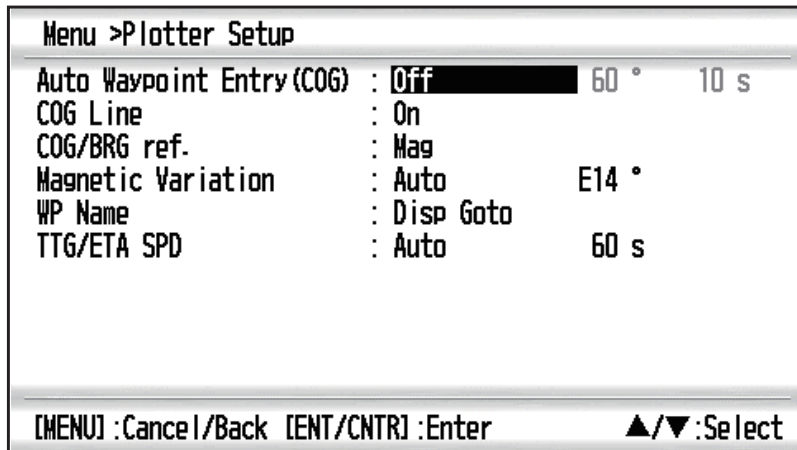 Menu >Plotter Setup
Auto Waypoint Entry(COG) : Off 60 ° 10 s
COG Line : On
COG/BRG ref. : Mag
Magnetic Variation : Auto E14 °
WP Name : Disp Goto
TTG/ETA SPD : Auto 60 s
[MENU]:Cancel/Back [ENT/CNTR]:Enter ▲/▼:Select